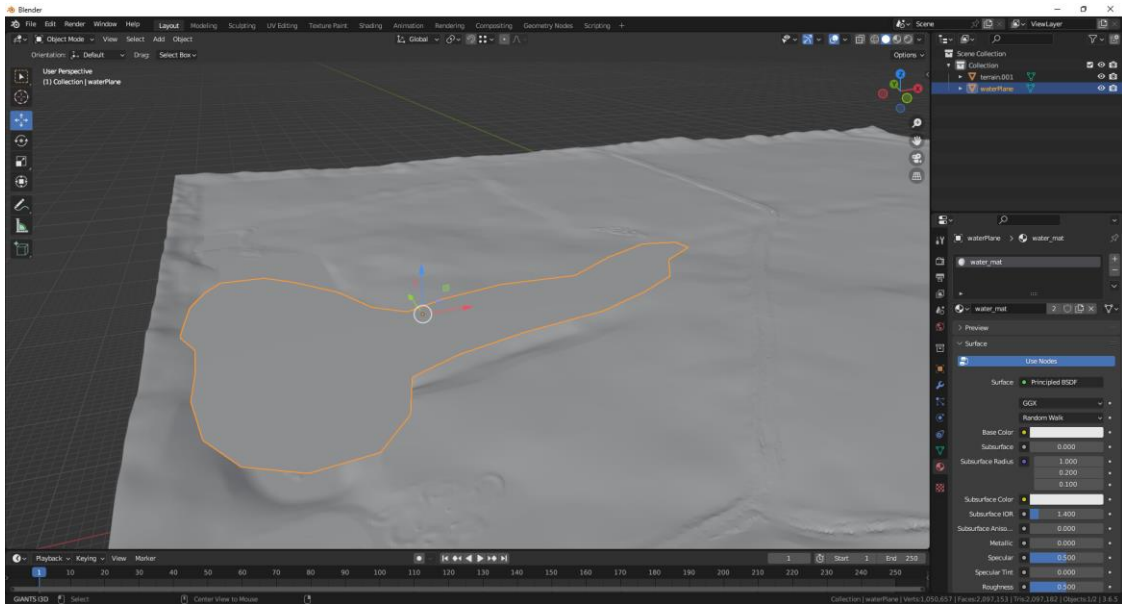 Blender
File Edit Render Window Help Layout Modeling Sculpting UV Editing Texture Paint Shading Animation Rendering Compositing Geometry Nodes Scripting + Scene ViewLayer
Object Mode View Select Add Object Global
Orientation: Default Drag: Select Box Options
User Perspective
(1) Collection | waterPlane
Z
Y
X
Scene Collection
Collection
terrain.001
waterPlane
waterPlane > water_mat
water_mat
water_mat 2
Preview
Surface
Use Nodes
Surface Principled BSDF
GGX
Random Walk
Base Color
Subsurface 0.000
Subsurface Radius 1.000
0.200
0.100
Subsurface Color
Subsurface IOR 1.400
Subsurface Aniso... 0.000
Metallic 0.000
Specular 0.500
Specular Tint 0.000
Roughness 0.500
Playback Keying View Marker 1 Start 1 End 250
1 10 20 30 40 50 60 70 80 90 100 110 120 130 140 150 160 170 180 190 200 210 220 230 240 250
GIANTS I3D Select Center View to Mouse Collection | waterPlane | Verts:1,050,657 | Faces:2,097,153 | Tris:2,097,182 | Objects:1/2 | 3.6.5